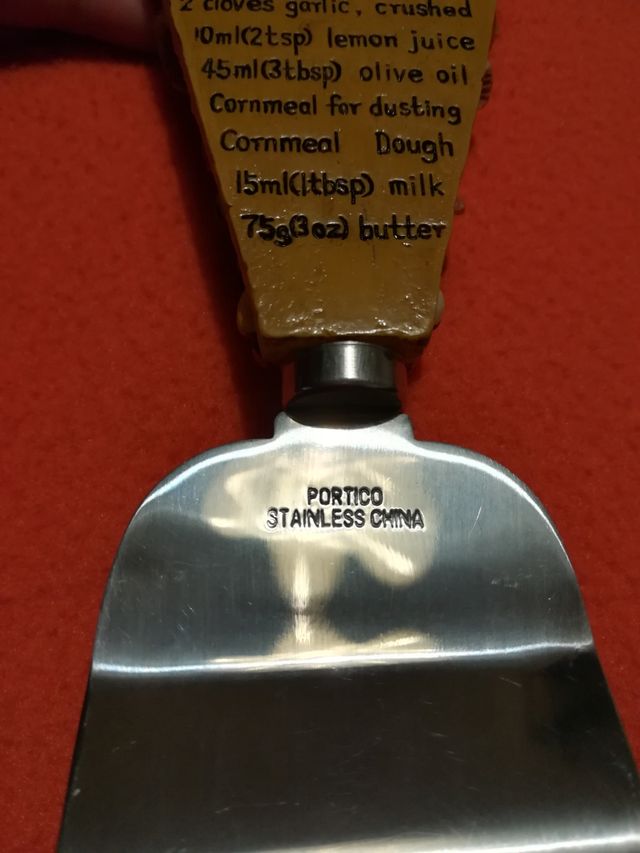 2 cloves garlic, crushed
10ml(2tsp) lemon juice
45ml(3tbsp) olive oil
Cornmeal for dusting
Cornmeal Dough
15ml(1tbsp) milk
75g(3oz) butter
PORTICO
STAINLESS CHINA